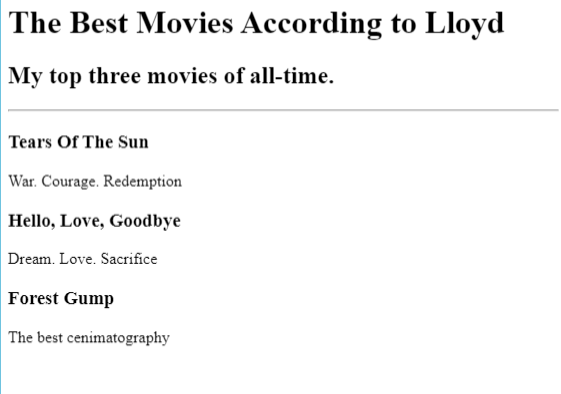 The Best Movies According to Lloyd
My top three movies of all-time.
Tears Of The Sun
War. Courage. Redemption
Hello, Love, Goodbye
Dream. Love. Sacrifice
Forest Gump
The best cenimatography